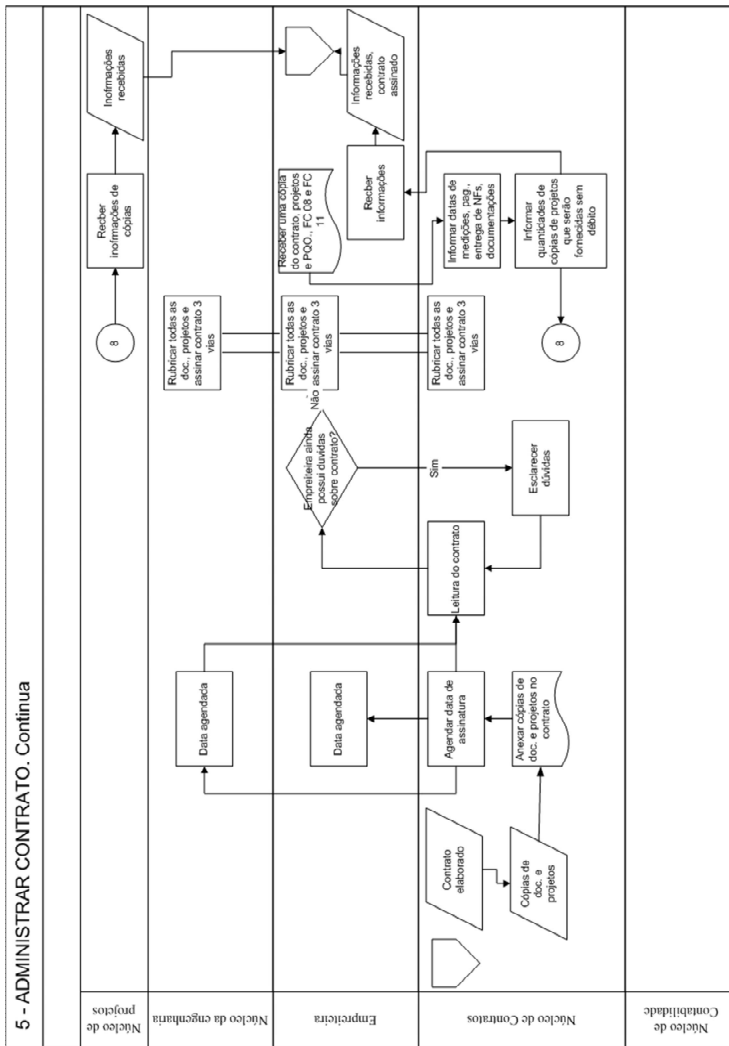 5 - ADMINISTRAR CONTRATO. Continua
Núcleo de
projetos
8
Recber
inofrmações de
cópias
Inofrmações
recebidas
Núcleo da engenharia
Data agendada
Rubricar todas as
doc., projetos e
assinar contrato 3
vias
Empreiteira
Data agendada
Empreiteira ainda
possui duvidas
sobre contrato?
Não
Rubricar todas as
doc., projetos e
assinar contrato 3
vias
Receber uma cópia
do contrato, projetos
e PQO., FC 08 e FC
11
Recber
informações
Informações
recebidas,
contrato
assinado
Núcleo de Contratos
Contrato
elaborado
Cópias de
doc. e
projetos
Anexar cópias de
doc. e projetos no
contrato
Agendar data de
assinatura
Leitura do contrato
Sim
Esclarecer
dúvidas
Rubricar todas as
doc., projetos e
assinar contrato 3
vias
Informar datas de
medições, pag.,
entrega de NFs,
documentações
Informar
quantidades de
cópias de projetos
que serão
fornecidas sem
débito
8
Núcleo de
Contabilidade